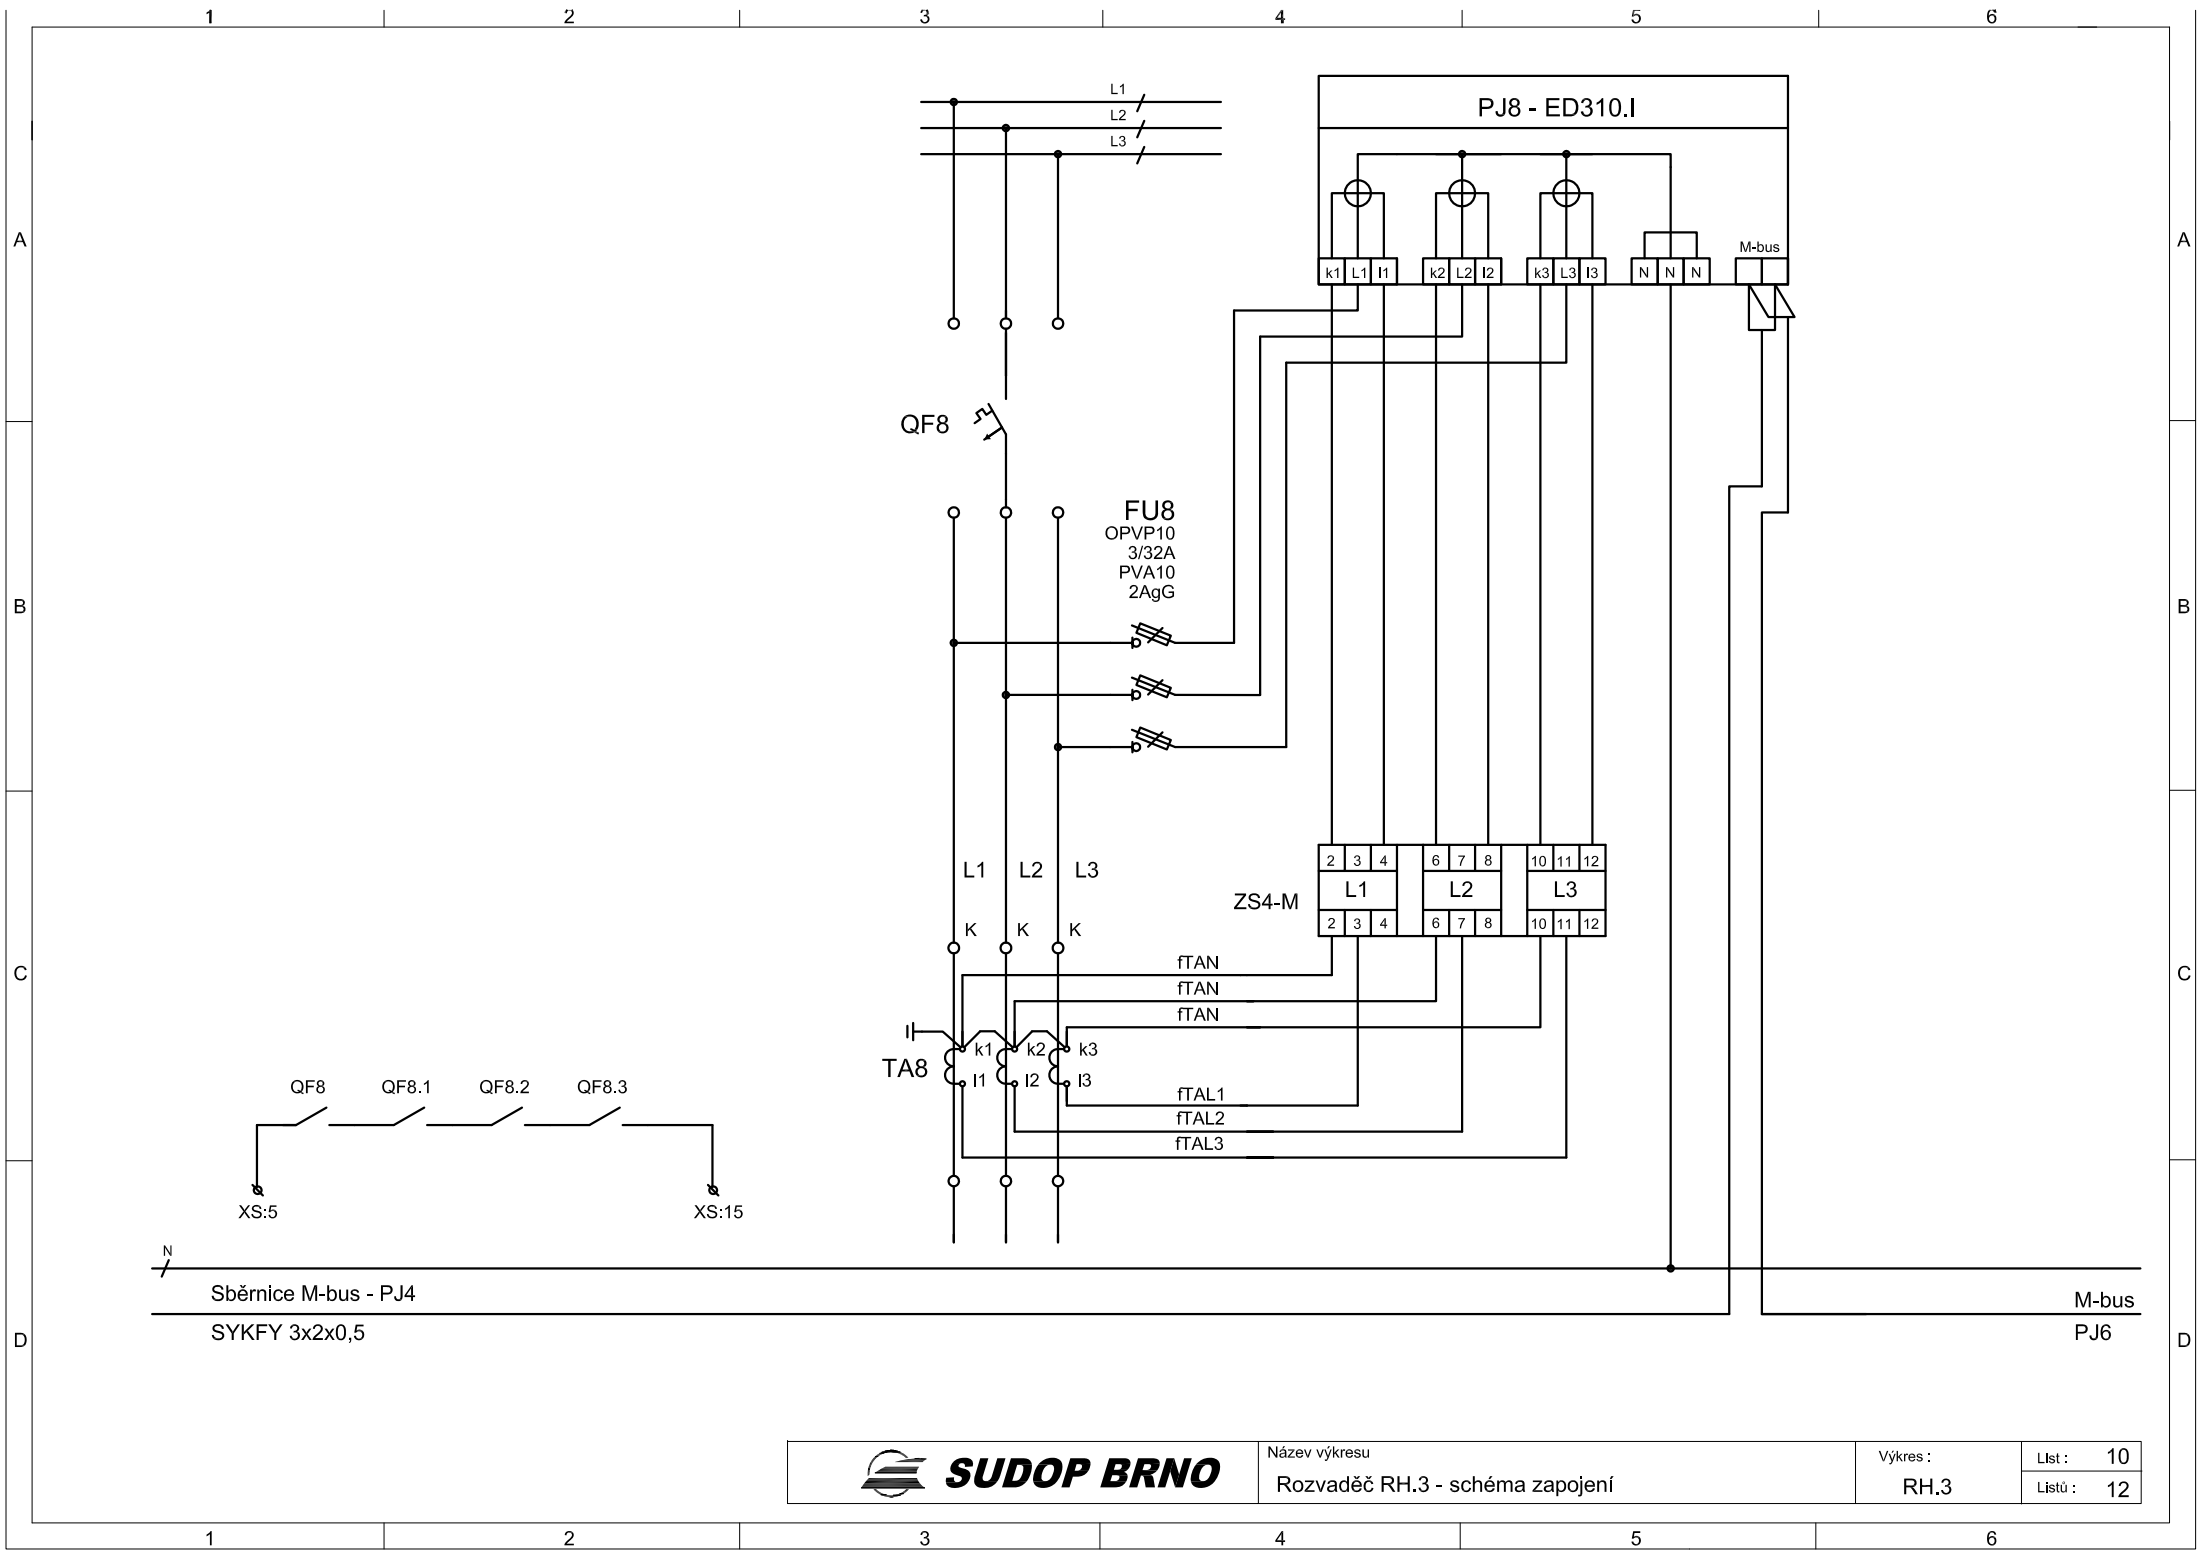 1 2 3 4 5 6
L1
L2
L3
PJ8 - ED310.I
A A
M-bus
k1 L1 l1 k2 L2 l2 k3 L3 l3 N N N
QF8
FU8
OPVP10
3/32A
PVA10
2AgG
B B
2 3 4 6 7 8 10 11 12
L1 L2 L3
ZS4-M
L1 L2 L3
2 3 4 6 7 8 10 11 12
K K K
fTAN
fTAN
fTAN
C C
TA8
k1 k2 k3
l1 l2 l3
fTAL1
fTAL2
fTAL3
QF8 QF8.1 QF8.2 QF8.3
XS:5 XS:15
N
Sběrnice M-bus - PJ4
M-bus
SYKFY 3x2x0,5
PJ6
D D
SUDOP BRNO
Název výkresu
Rozvaděč RH.3 - schéma zapojení
Výkres :
RH.3
List : 10
Listů : 12
1 2 3 4 5 6